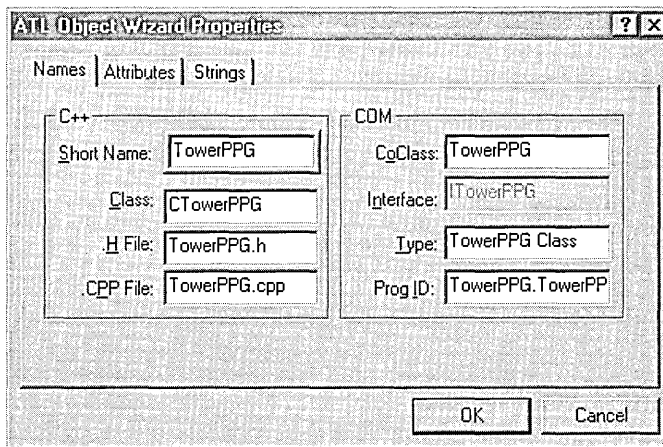 ATL Object Wizard Properties
Names Attributes Strings
C++
Short Name: TowerPPG
Class: CTowerPPG
.H File: TowerPPG.h
.CPP File: TowerPPG.cpp
COM
CoClass: TowerPPG
Interface: ITowerPPG
Type: TowerPPG Class
Prog ID: TowerPPG.TowerPP
OK Cancel